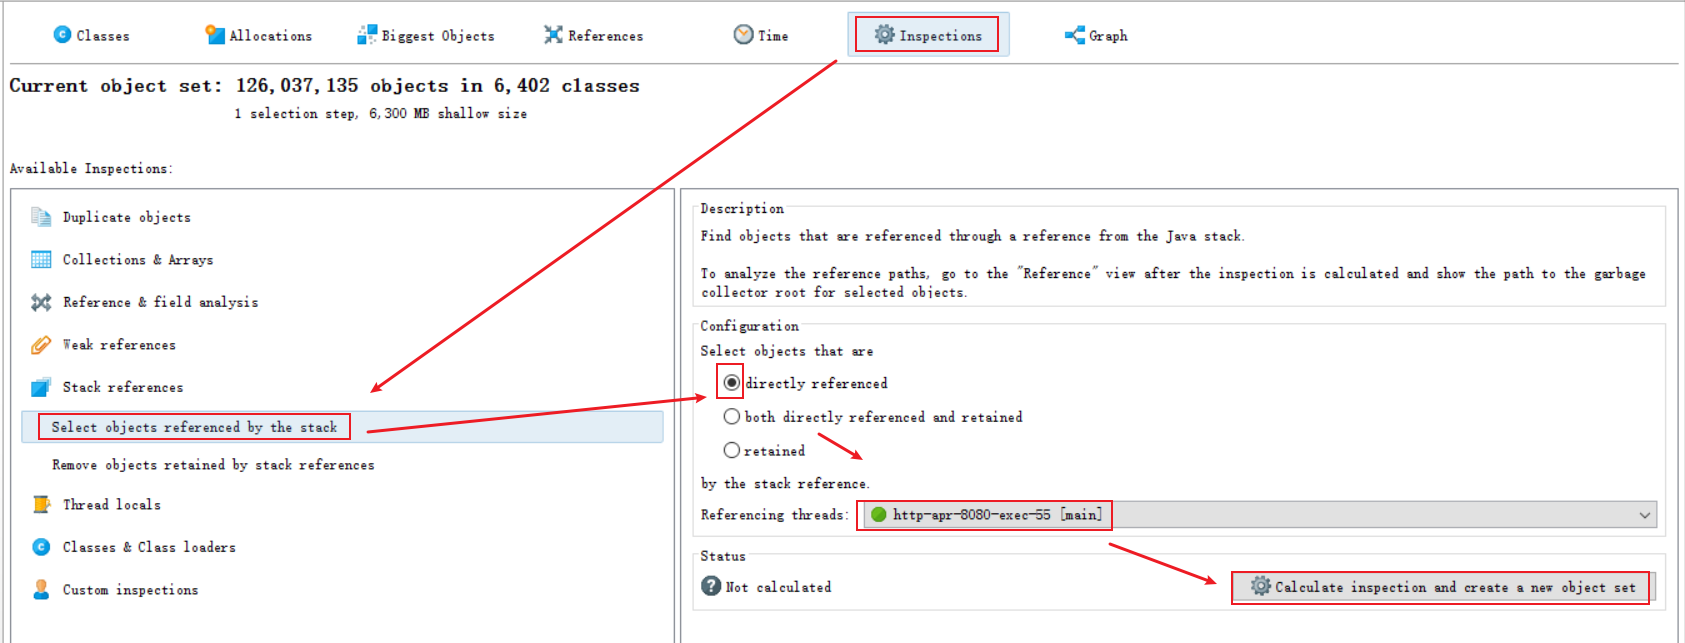 Classes Allocations Biggest Objects References Time Inspections Graph
Current object set: 126,037,135 objects in 6,402 classes
1 selection step, 6,300 MB shallow size
Available Inspections:
Duplicate objects
Collections & Arrays
Reference & field analysis
Weak references
Stack references
Select objects referenced by the stack
Remove objects retained by stack references
Thread locals
Classes & Class loaders
Custom inspections
Description
Find objects that are referenced through a reference from the Java stack.
To analyze the reference paths, go to the "Reference" view after the inspection is calculated and show the path to the garbage
collector root for selected objects.
Configuration
Select objects that are
directly referenced
both directly referenced and retained
retained
by the stack reference.
Referencing threads: http-apr-8080-exec-55 [main]
Status
Not calculated Calculate inspection and create a new object set